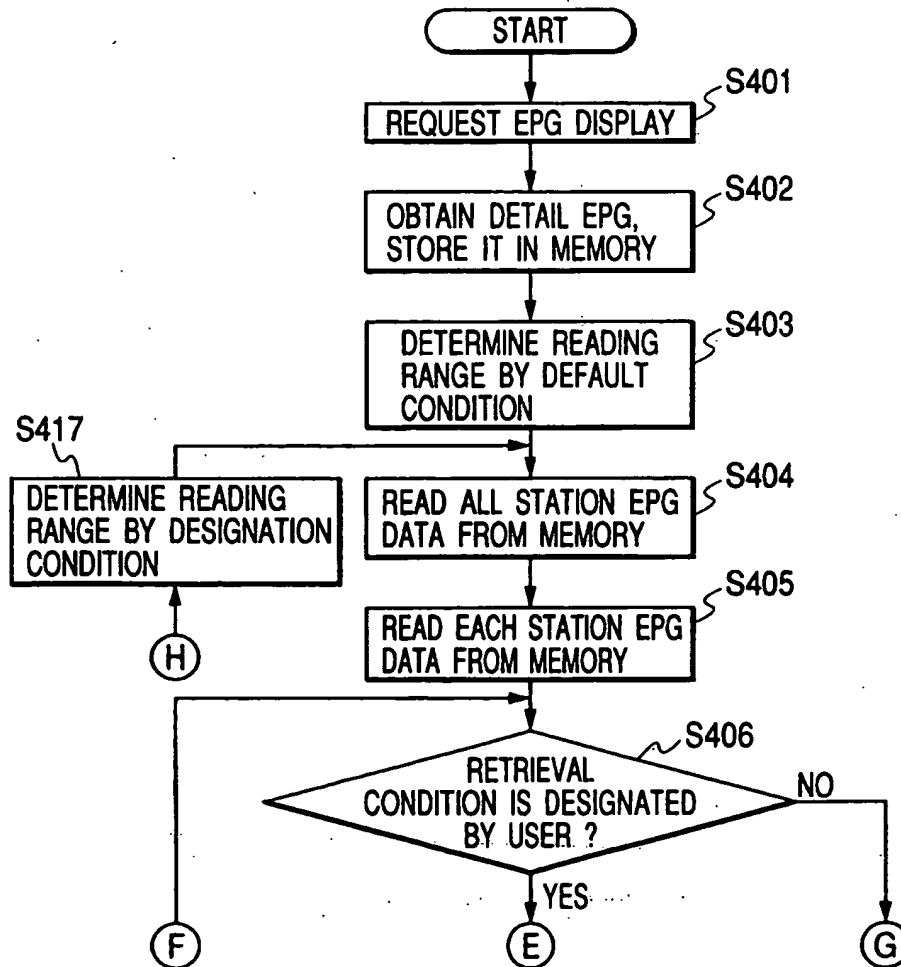 START
S401
REQUEST EPG DISPLAY
S402
OBTAIN DETAIL EPG,
STORE IT IN MEMORY
S403
DETERMINE READING
RANGE BY DEFAULT
CONDITION
S417
DETERMINE READING
RANGE BY DESIGNATION
CONDITION
H
S404
READ ALL STATION EPG
DATA FROM MEMORY
S405
READ EACH STATION EPG
DATA FROM MEMORY
S406
RETRIEVAL
CONDITION IS DESIGNATED
BY USER ?
NO
YES
F
E
G